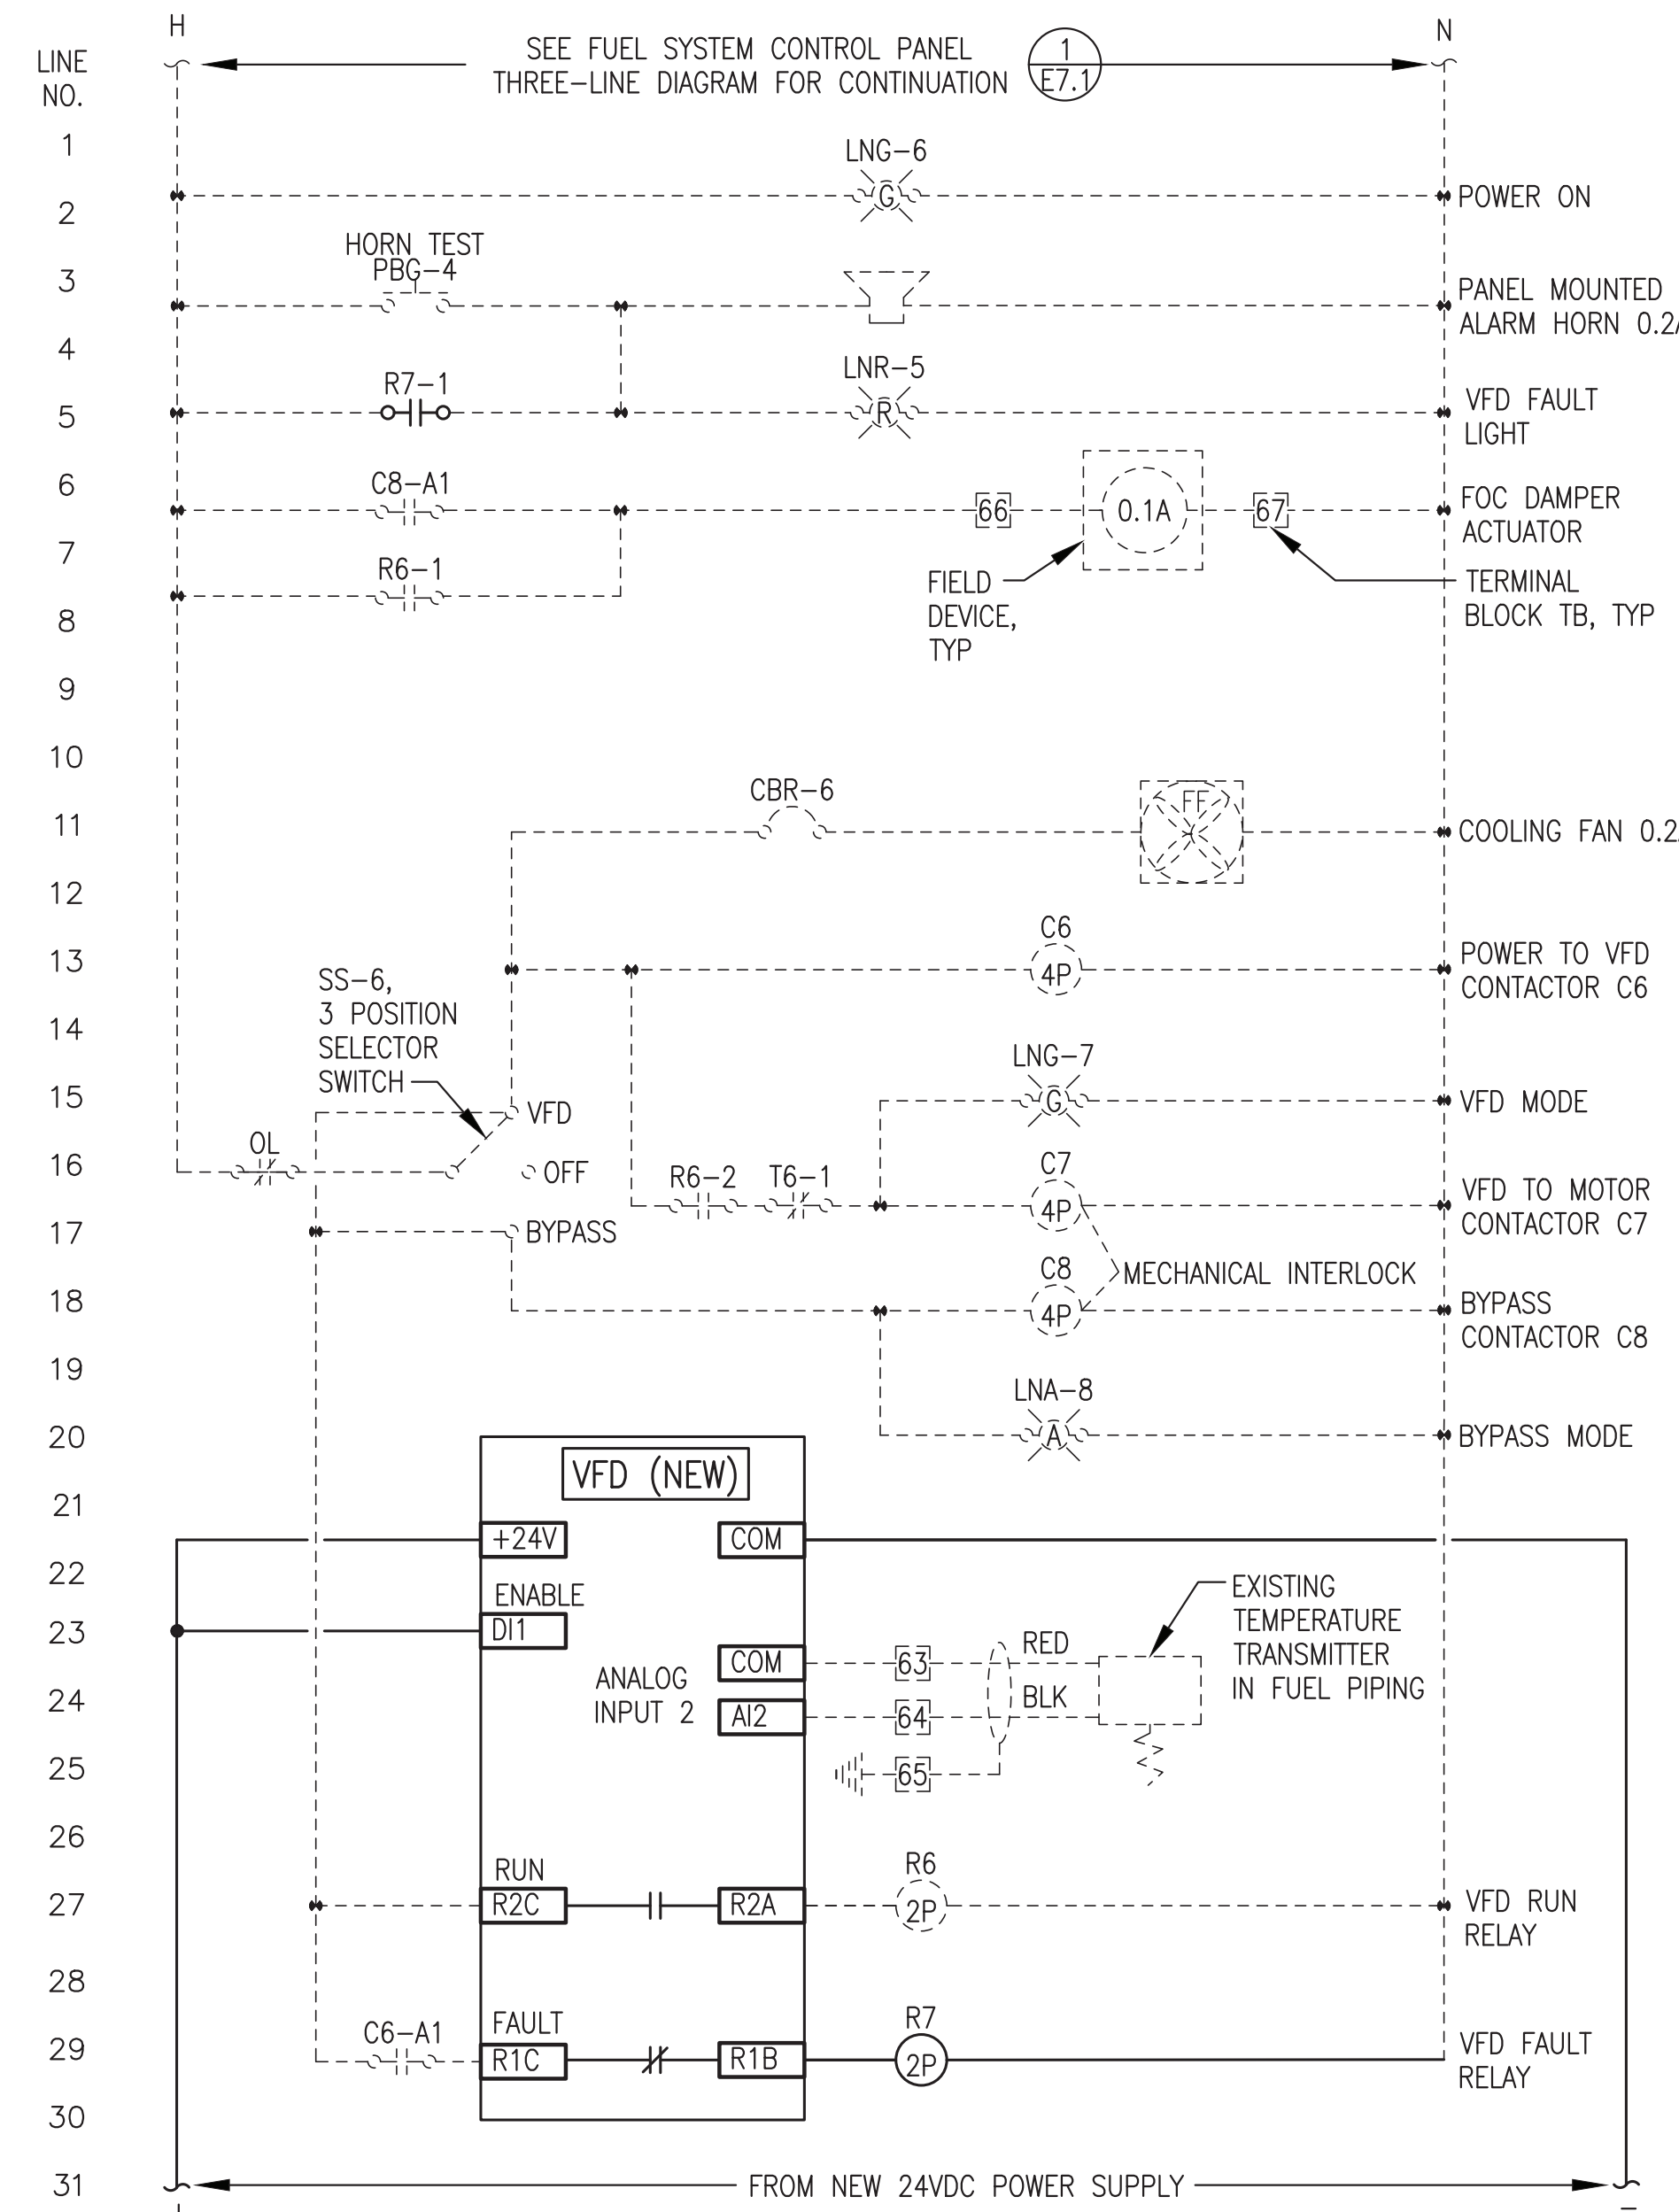 H
N
LINE
NO.
SEE FUEL SYSTEM CONTROL PANEL
THREE-LINE DIAGRAM FOR CONTINUATION
1
E7.1
1
LNG-6
G
POWER ON
2
HORN TEST
PBG-4
3
PANEL MOUNTED
ALARM HORN 0.2
4
LNR-5
R7-1
5
R
VFD FAULT
LIGHT
6
C8-A1
66
0.1A
67
FOC DAMPER
ACTUATOR
7
R6-1
FIELD
DEVICE,
TYP
TERMINAL
BLOCK TB, TYP
8
9
10
CBR-6
FF
11
COOLING FAN 0.2
12
C6
4P
13
POWER TO VFD
CONTACTOR C6
SS-6,
3 POSITION
SELECTOR
SWITCH
14
LNG-7
G
15
VFD
VFD MODE
16
OL
OFF
R6-2
T6-1
C7
4P
VFD TO MOTOR
CONTACTOR C7
17
BYPASS
MECHANICAL INTERLOCK
C8
4P
18
BYPASS
CONTACTOR C8
19
LNA-8
A
20
BYPASS MODE
VFD (NEW)
21
+24V
COM
22
ENABLE
EXISTING
TEMPERATURE
TRANSMITTER
IN FUEL PIPING
23
DI1
COM
63
RED
ANALOG
INPUT 2
24
AI2
64
BLK
25
65
26
RUN
R6
27
R2C
R2A
2P
VFD RUN
RELAY
28
FAULT
R7
29
C6-A1
R1C
R1B
2P
VFD FAULT
RELAY
30
31
FROM NEW 24VDC POWER SUPPLY